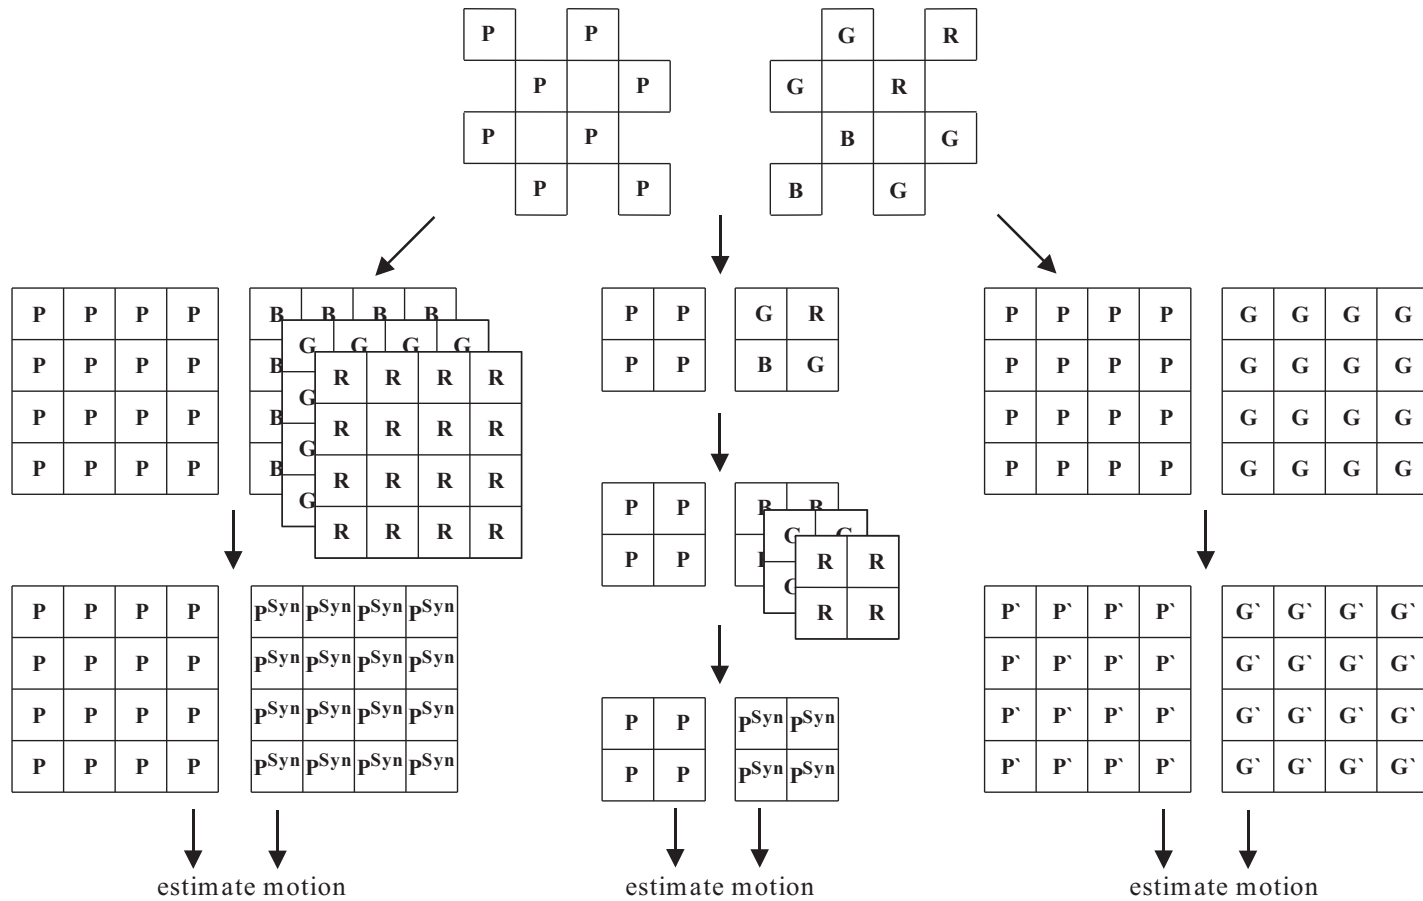 P P G R
P P G R
P P B G
P P B G
P P P P B B B B P P G R P P P P G G G G
G G G G
P P P P B P P B G P P P P G G G G
R R R R
G
P P P P B P P P P G G G G
R R R R
G
P P P P B P P P P G G G G
R R R R
G
R R R R
P P B B
G G
P P
R R
G
R R
P P P P P^Syn P^Syn P^Syn P^Syn P` P` P` P` G` G` G` G`
P P P P P^Syn P^Syn P^Syn P^Syn P` P` P` P` G` G` G` G`
P P P P P^Syn P^Syn P^Syn P^Syn P P P^Syn P^Syn P` P` P` P` G` G` G` G`
P P P P P^Syn P^Syn P^Syn P^Syn P P P^Syn P^Syn P` P` P` P` G` G` G` G`
estimate motion estimate motion estimate motion